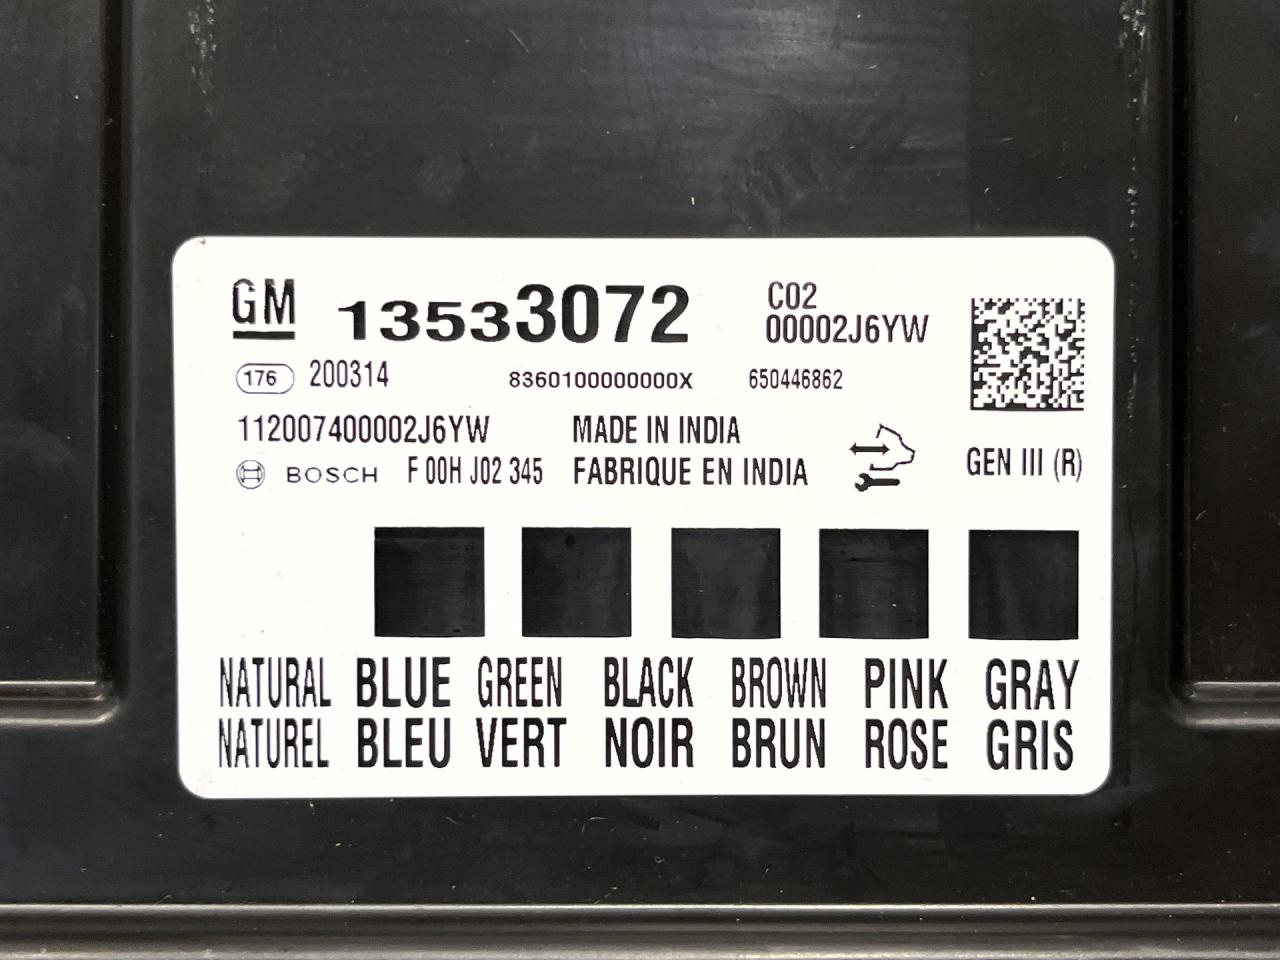 GM 13533072 C02
00002J6YW
176 200314 8360100000000X 650446862
112007400002J6YW MADE IN INDIA
BOSCH F 00H J02 345 FABRIQUE EN INDIA GEN III (R)
NATURAL BLUE GREEN BLACK BROWN PINK GRAY
NATUREL BLEU VERT NOIR BRUN ROSE GRIS